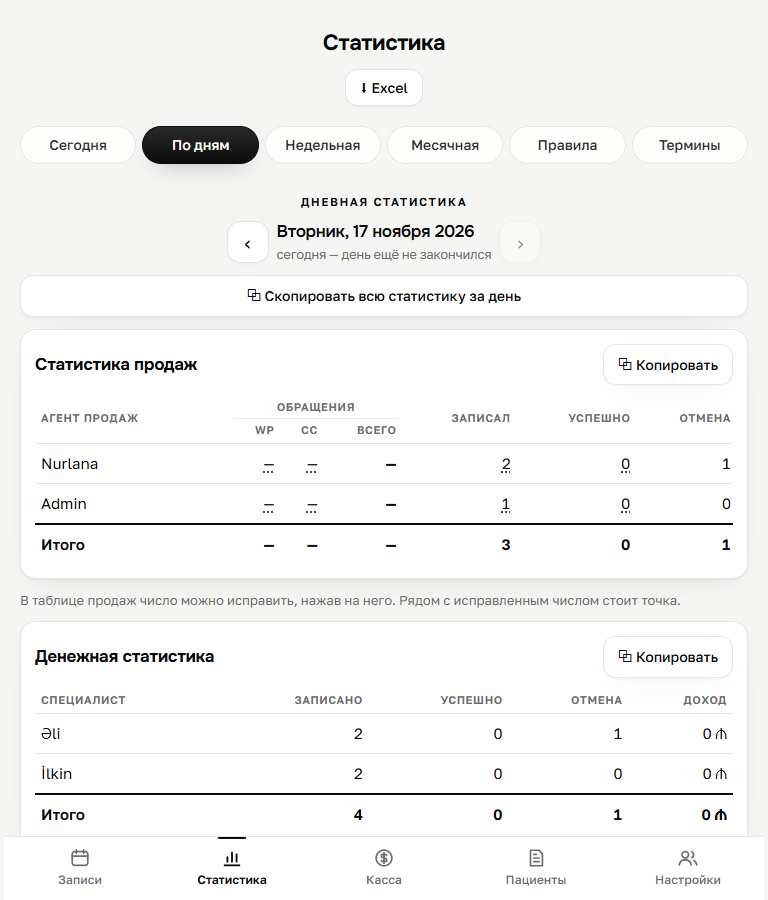 Статистика
⭳ Excel
Сегодня По дням Недельная Месячная Правила Термины
ДНЕВНАЯ СТАТИСТИКА
‹ Вторник, 17 ноября 2026 ›
сегодня — день ещё не закончился
Скопировать всю статистику за день
Статистика продаж Копировать
АГЕНТ ПРОДАЖ ОБРАЩЕНИЯ ЗАПИСАЛ УСПЕШНО ОТМЕНА
WP CC ВСЕГО
Nurlana — — — 2 0 1
Admin — — — 1 0 0
Итого — — — 3 0 1
В таблице продаж число можно исправить, нажав на него. Рядом с исправленным числом стоит точка.
Денежная статистика Копировать
СПЕЦИАЛИСТ ЗАПИСАНО УСПЕШНО ОТМЕНА ДОХОД
Əli 2 0 1 0 ₼
İlkin 2 0 0 0 ₼
Итого 4 0 1 0 ₼
Записи Статистика Касса Пациенты Настройки